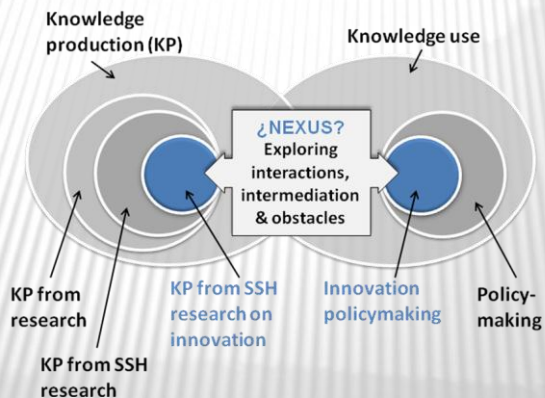 Knowledge
production (KP)
Knowledge use
¿NEXUS?
Exploring
interactions,
intermediation
& obstacles
KP from
research
KP from SSH
research
KP from SSH
research on
innovation
Innovation
policymaking
Policy-
making